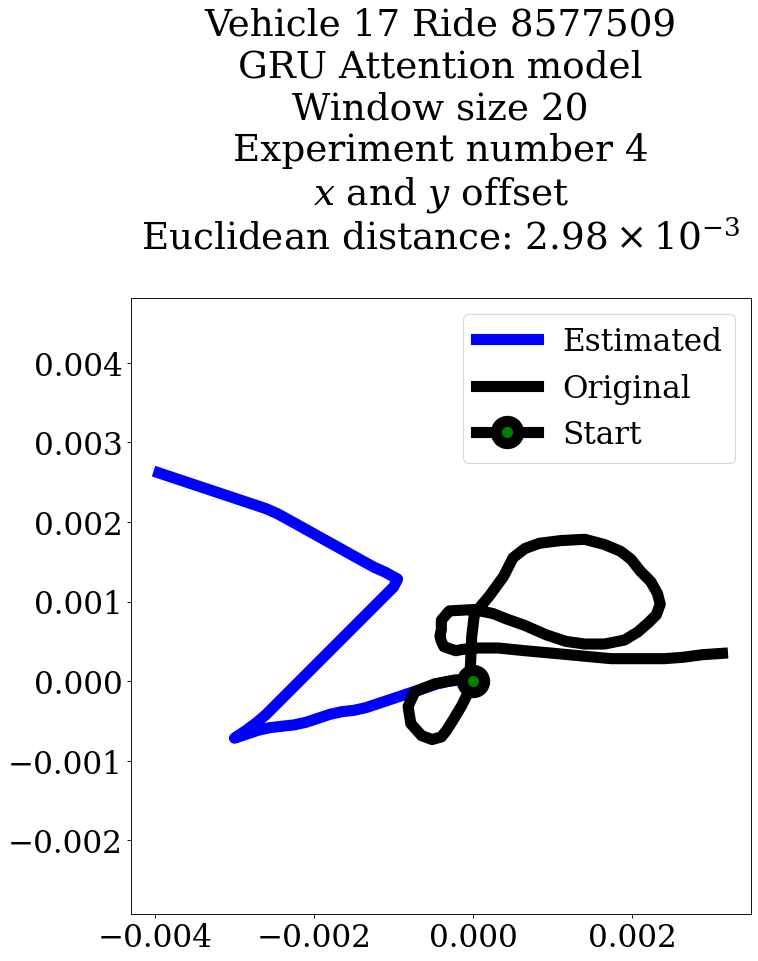 Vehicle 17 Ride 8577509
GRU Attention model
Window size 20
Experiment number 4
x and y offset
Euclidean distance: 2.98 × 10⁻³
Estimated
Original
Start
0.004
0.003
0.002
0.001
0.000
−0.001
−0.002
−0.004 −0.002 0.000 0.002